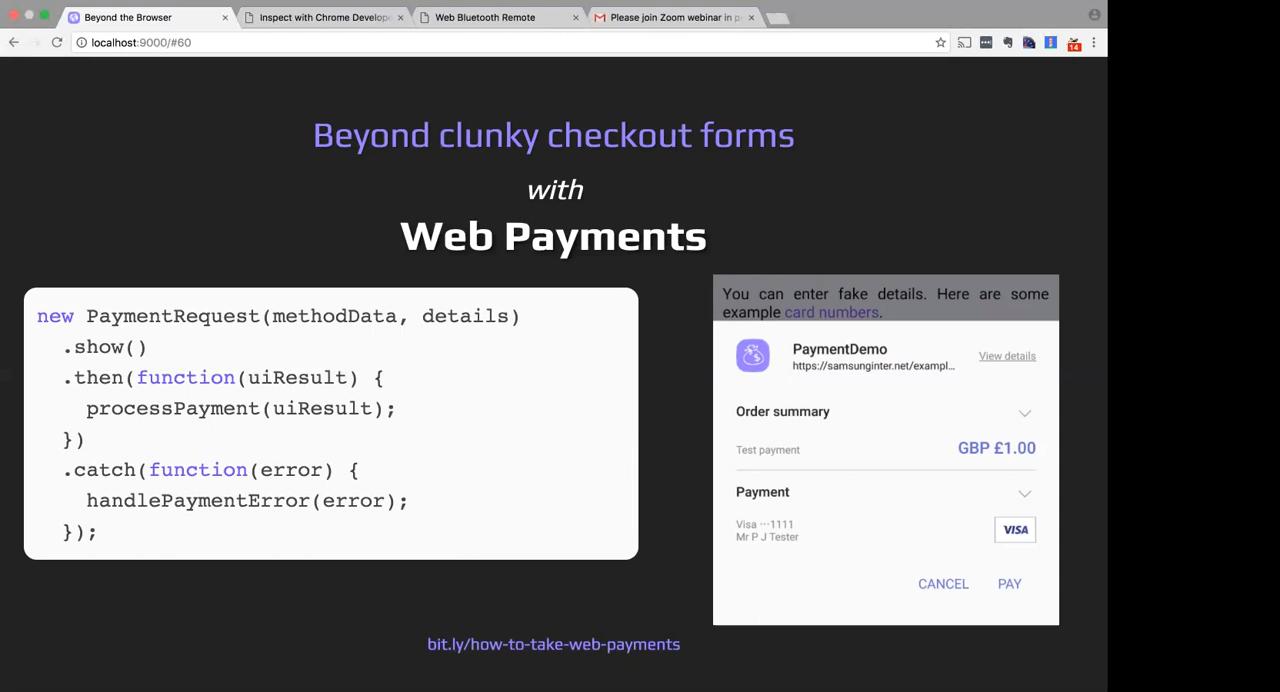 Beyond the Browser
Inspect with Chrome Develope
Web Bluetooth Remote
Please join Zoom webinar in p
localhost:9000/#60
14
Beyond clunky checkout forms
with
Web Payments
new PaymentRequest(methodData, details)
.show()
.then(function(uiResult) {
processPayment(uiResult);
})
.catch(function(error) {
handlePaymentError(error);
});
You can enter fake details. Here are some
example card numbers.
PaymentDemo
View details
https://samsunginter.net/exampl...
Order summary
Test payment
GBP £1.00
Payment
Visa ···1111
Mr P J Tester
VISA
CANCEL
PAY
bit.ly/how-to-take-web-payments